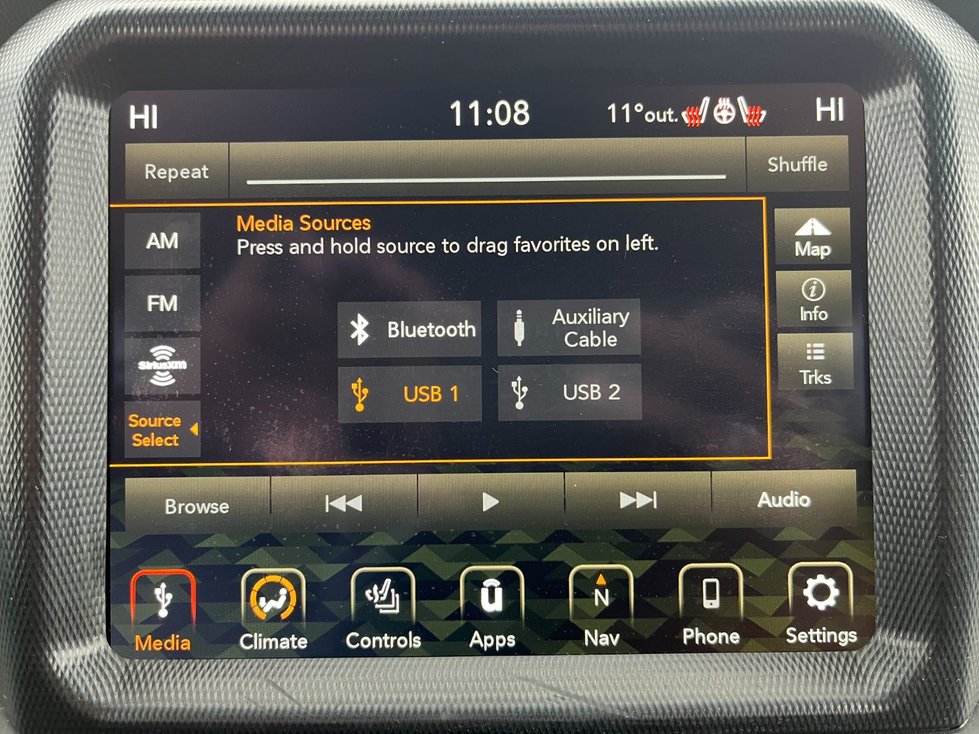 HI
11:08
11°out.
HI
Repeat
Shuffle
Media Sources
Press and hold source to drag favorites on left.
AM
FM
SiriusXM
Source
Select
Bluetooth
Auxiliary
Cable
USB 1
USB 2
Map
i
Info
Trks
Browse
Audio
Media
Climate
Controls
u
Apps
N
Nav
Phone
Settings